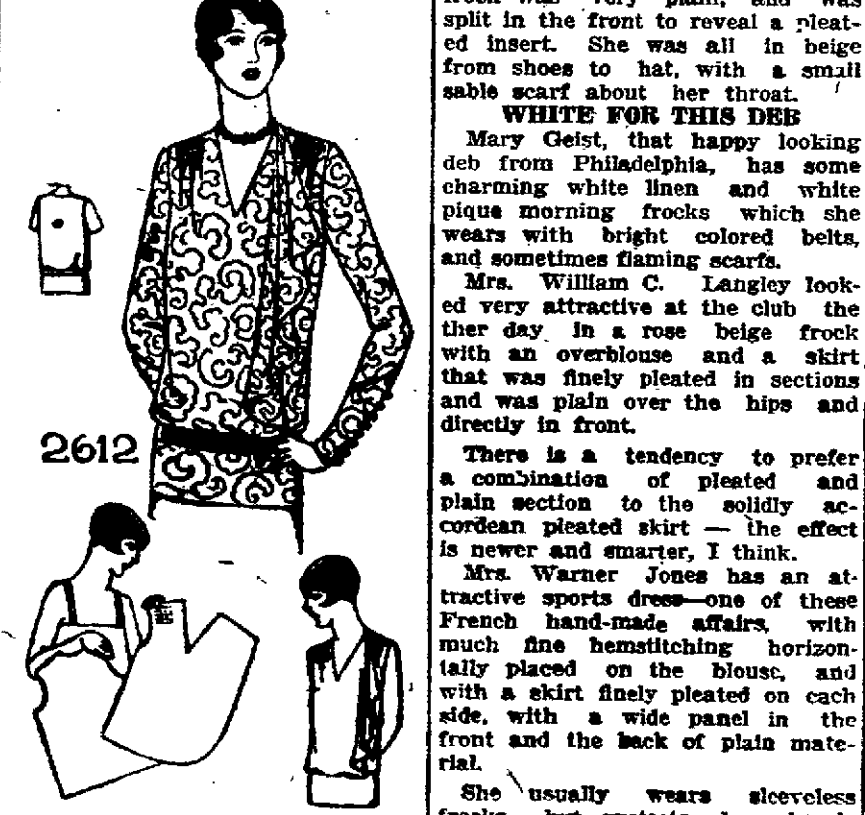 2612
split in the front to reveal a pleat-
ed insert. She was all in beige
from shoes to hat, with a small
sable scarf about her throat.
WHITE FOR THIS DEB
Mary Geist, that happy looking
deb from Philadelphia, has some
charming white linen and white
pique morning frocks which she
wears with bright colored belts,
and sometimes flaming scarfs.
Mrs. William C. Langley look-
ed very attractive at the club the
ther day in a rose beige frock
with an overblouse and a skirt
that was finely pleated in sections
and was plain over the hips and
directly in front.
There is a tendency to prefer
a combination of pleated and
plain section to the solidly ac-
cordean pleated skirt — the effect
is newer and smarter, I think.
Mrs. Warner Jones has an at-
tractive sports dress—one of these
French hand-made affairs, with
much fine hemstitching horizon-
tally placed on the blouse, and
with a skirt finely pleated on each
side, with a wide panel in the
front and the back of plain mate-
rial.
She usually wears sleeveless